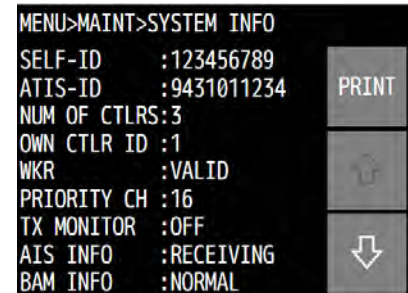 MENU>MAINT>SYSTEM INFO
SELF-ID :123456789
ATIS-ID :9431011234
PRINT
NUM OF CTLRS:3
OWN CTLR ID :1
WKR :VALID
PRIORITY CH :16
TX MONITOR :OFF
AIS INFO :RECEIVING
BAM INFO :NORMAL